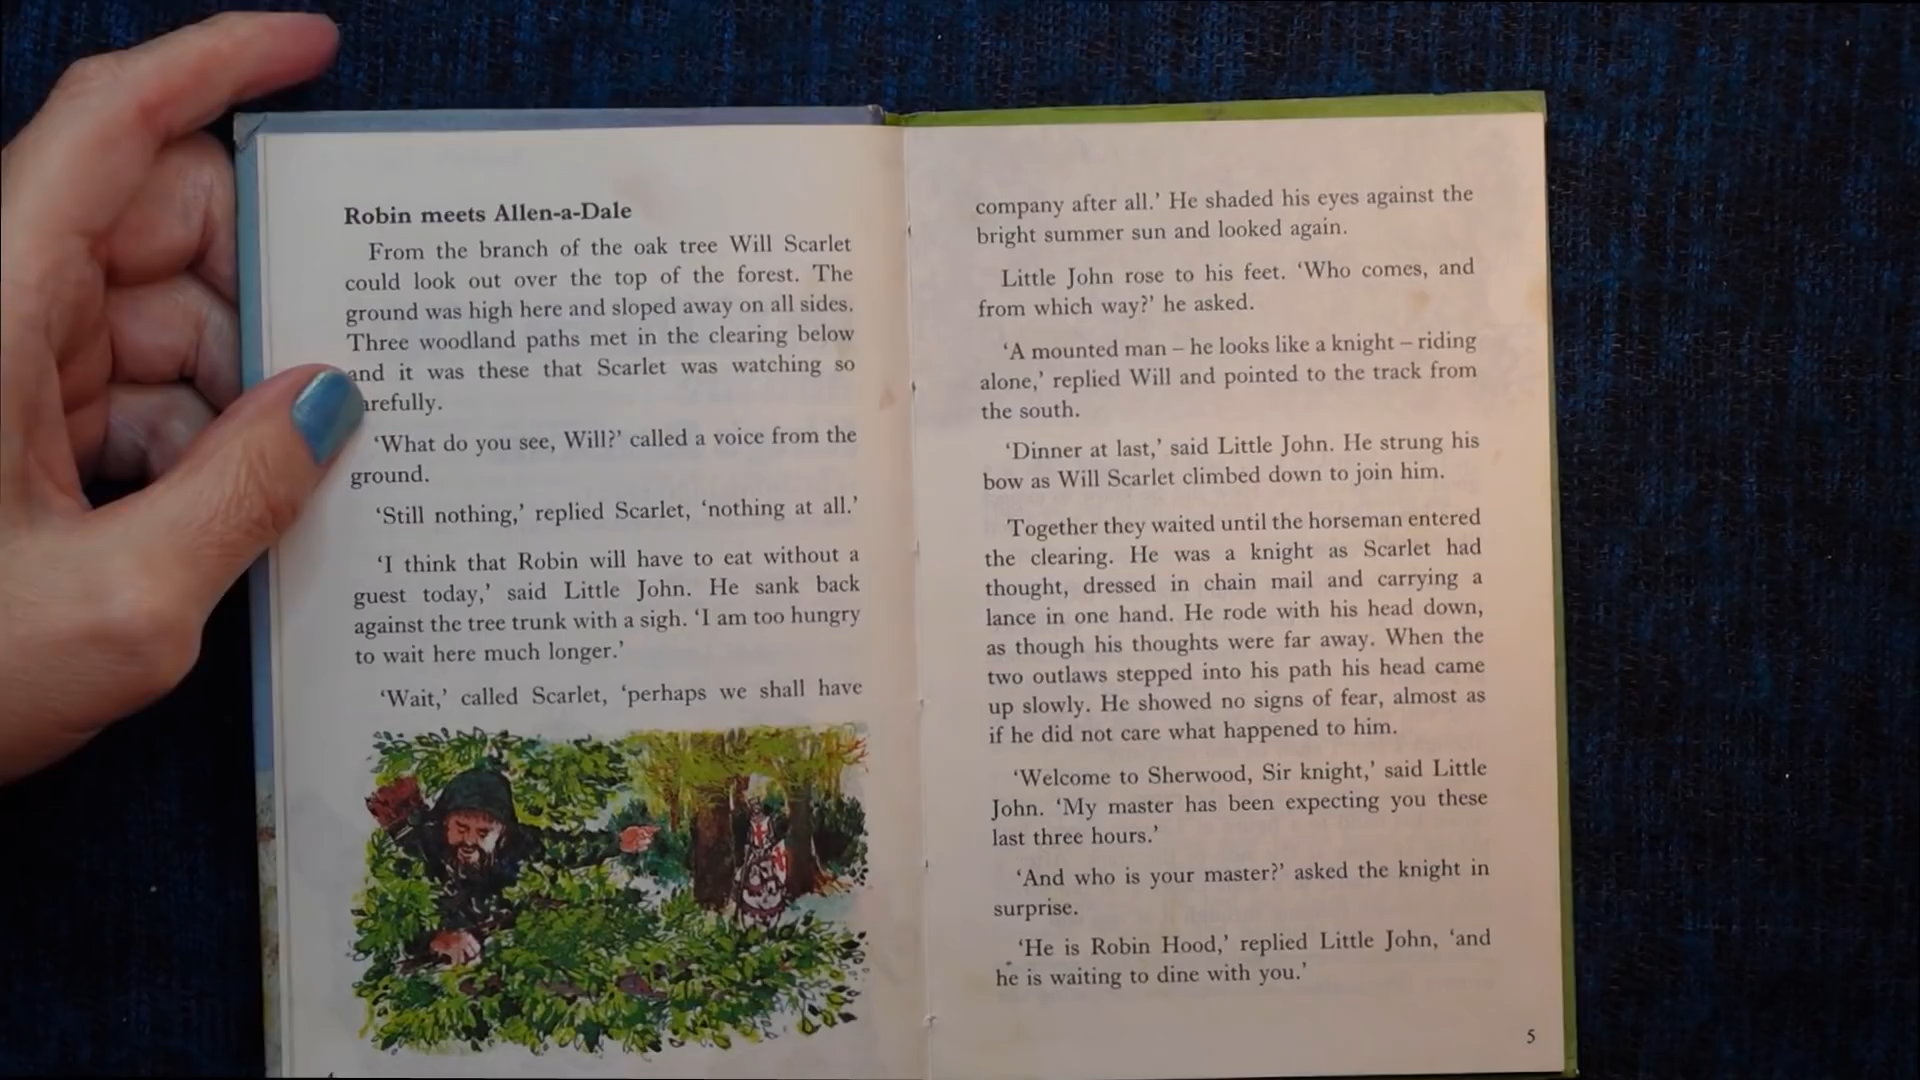 Robin meets Allen-a-Dale
From the branch of the oak tree Will Scarlet
could look out over the top of the forest. The
ground was high here and sloped away on all sides.
Three woodland paths met in the clearing below
and it was these that Scarlet was watching so
arefully.
‘What do you see, Will?’ called a voice from the
ground.
‘Still nothing,’ replied Scarlet, ‘nothing at all.’
‘I think that Robin will have to eat without a
guest today,’ said Little John. He sank back
against the tree trunk with a sigh. ‘I am too hungry
to wait here much longer.’
‘Wait,’ called Scarlet, ‘perhaps we shall have
company after all.’ He shaded his eyes against the
bright summer sun and looked again.
Little John rose to his feet. ‘Who comes, and
from which way?’ he asked.
‘A mounted man – he looks like a knight – riding
alone,’ replied Will and pointed to the track from
the south.
‘Dinner at last,’ said Little John. He strung his
bow as Will Scarlet climbed down to join him.
Together they waited until the horseman entered
the clearing. He was a knight as Scarlet had
thought, dressed in chain mail and carrying a
lance in one hand. He rode with his head down,
as though his thoughts were far away. When the
two outlaws stepped into his path his head came
up slowly. He showed no signs of fear, almost as
if he did not care what happened to him.
‘Welcome to Sherwood, Sir knight,’ said Little
John. ‘My master has been expecting you these
last three hours.’
‘And who is your master?’ asked the knight in
surprise.
‘He is Robin Hood,’ replied Little John, ‘and
he is waiting to dine with you.’
5